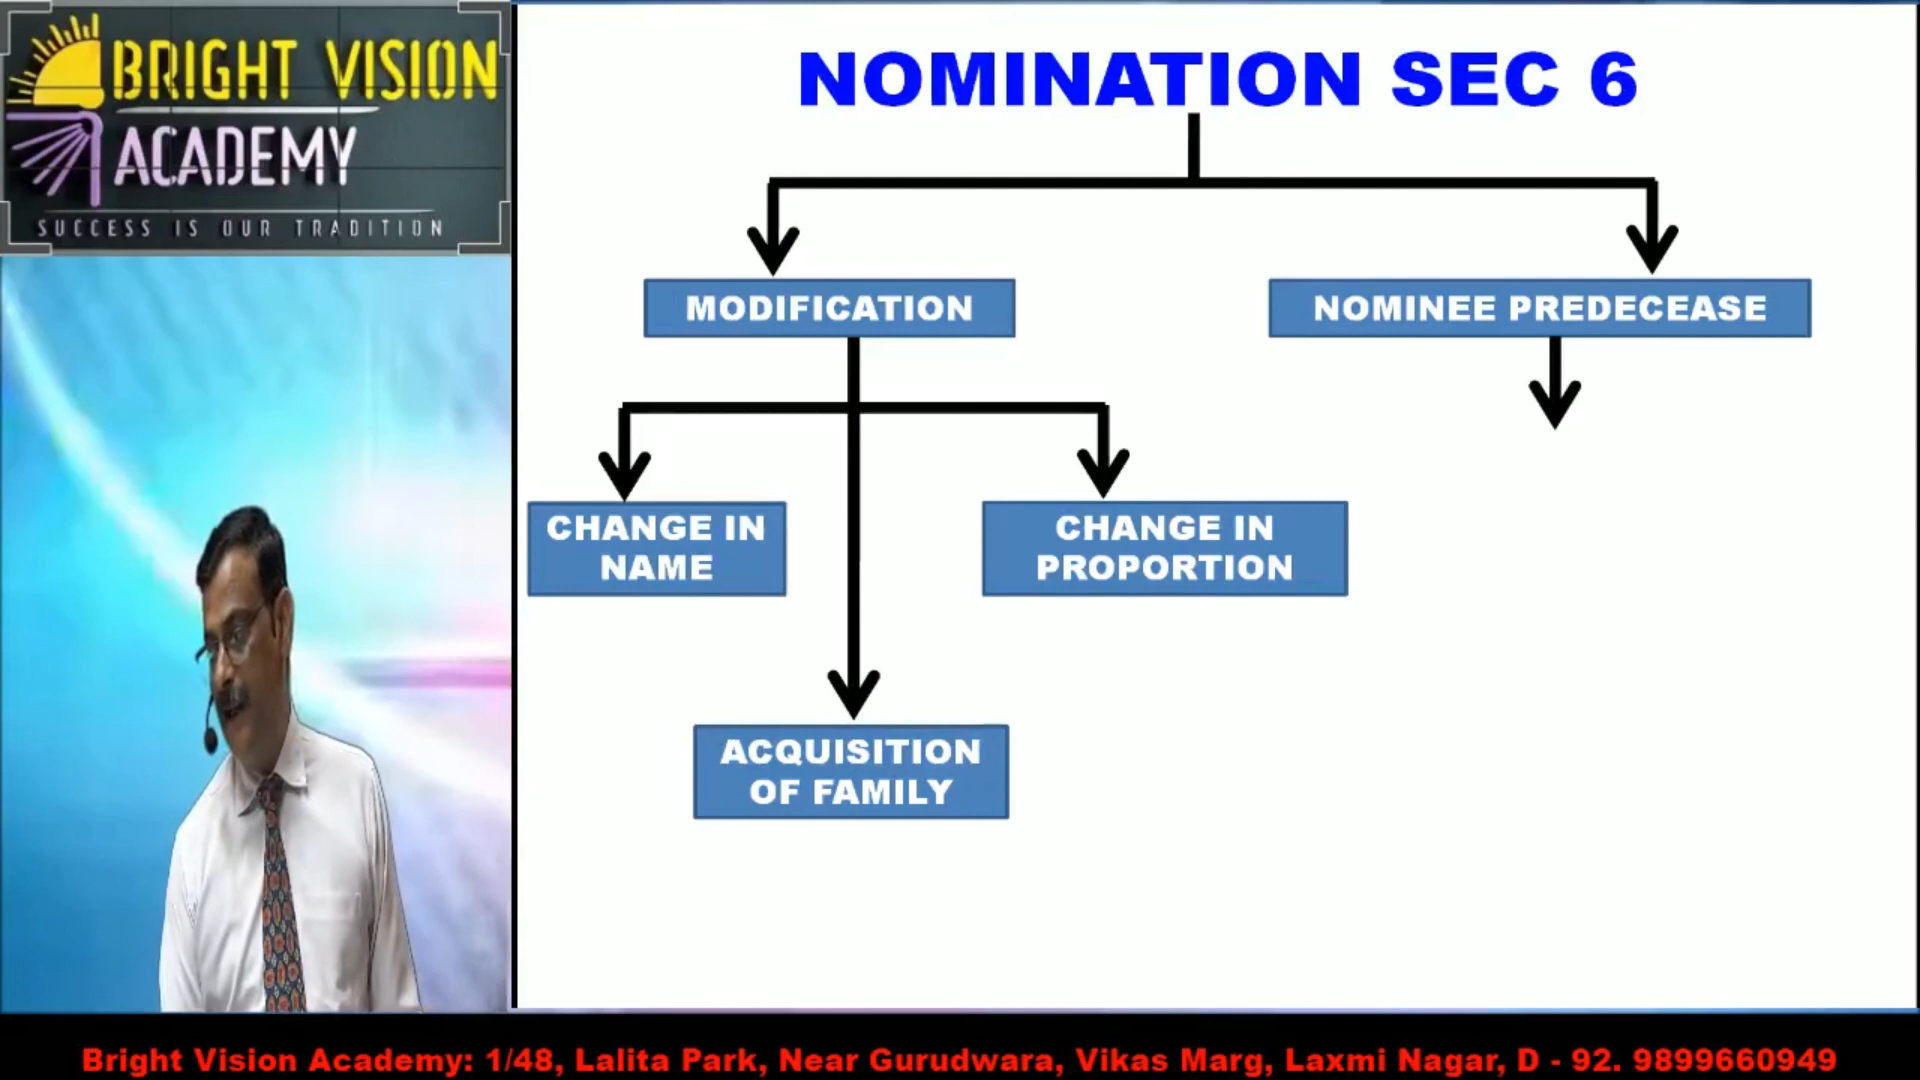 BRIGHT VISION
ACADEMY
SUCCESS IS OUR TRADITION
NOMINATION SEC 6
MODIFICATION
NOMINEE PREDECEASE
CHANGE IN
NAME
CHANGE IN
PROPORTION
ACQUISITION
OF FAMILY
Bright Vision Academy: 1/48, Lalita Park, Near Gurudwara, Vikas Marg, Laxmi Nagar, D - 92. 9899660949